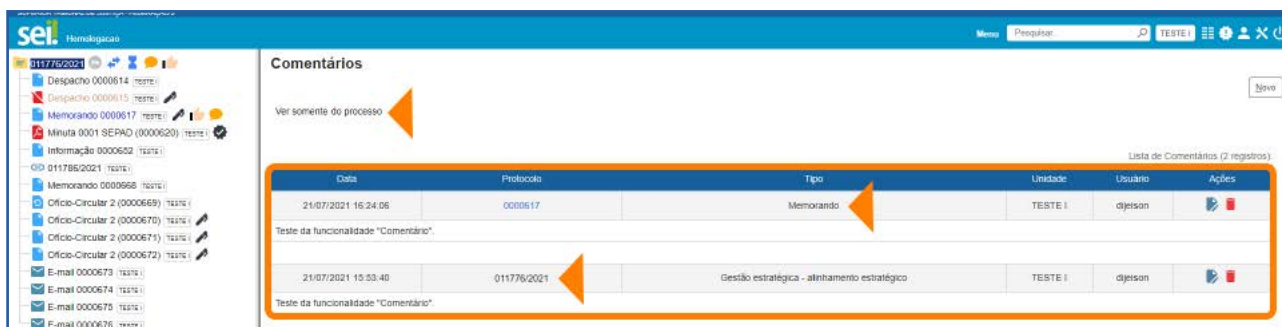 sei. Homologacao
Menu Pesquisar... TESTE I
011776/2021
Despacho 0000614 TESTE I
Despacho 0000615 TESTE I
Memorando 0000617 TESTE I
Minuta 0001 SEPAD (0000620) TESTE I
Informação 0000652 TESTE I
011786/2021 TESTE I
Memorando 0000668 TESTE I
Ofício-Circular 2 (0000669) TESTE I
Ofício-Circular 2 (0000670) TESTE I
Ofício-Circular 2 (0000671) TESTE I
Ofício-Circular 2 (0000672) TESTE I
E-mail 0000673 TESTE I
E-mail 0000674 TESTE I
E-mail 0000675 TESTE I
E-mail 0000676 TESTE I
Comentários
Novo
Ver somente do processo
Lista de Comentários (2 registros):
Data Protocolo Tipo Unidade Usuário Ações
21/07/2021 16:24:06 0000617 Memorando TESTE I dijeison
Teste da funcionalidade "Comentário".
21/07/2021 15:53:40 011776/2021 Gestão estratégica - alinhamento estratégico TESTE I dijeison
Teste da funcionalidade "Comentário".